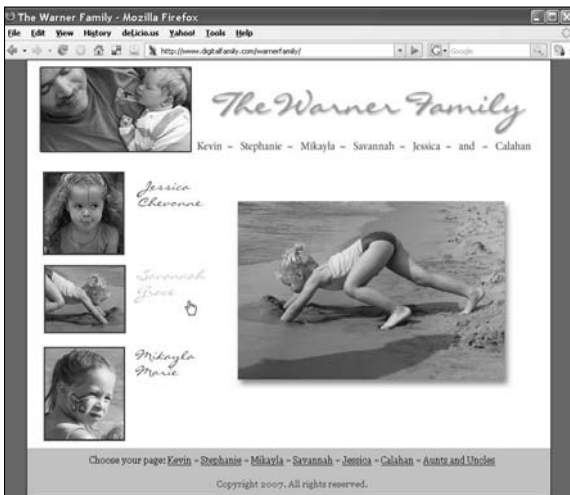 The Warner Family - Mozilla Firefox
File Edit View History del.icio.us Yahoo! Tools Help
http://www.digitalfamily.com/warnerfamily/
Google
The Warner Family
Kevin ~ Stephanie ~ Mikayla ~ Savannah ~ Jessica ~ and ~ Calahan
Jessica
Chevonne
Savannah
Grace
Mikayla
Marie
Choose your page: Kevin ~ Stephanie ~ Mikayla ~ Savannah ~ Jessica ~ Calahan ~ Aunts and Uncles
Copyright 2007. All rights reserved.